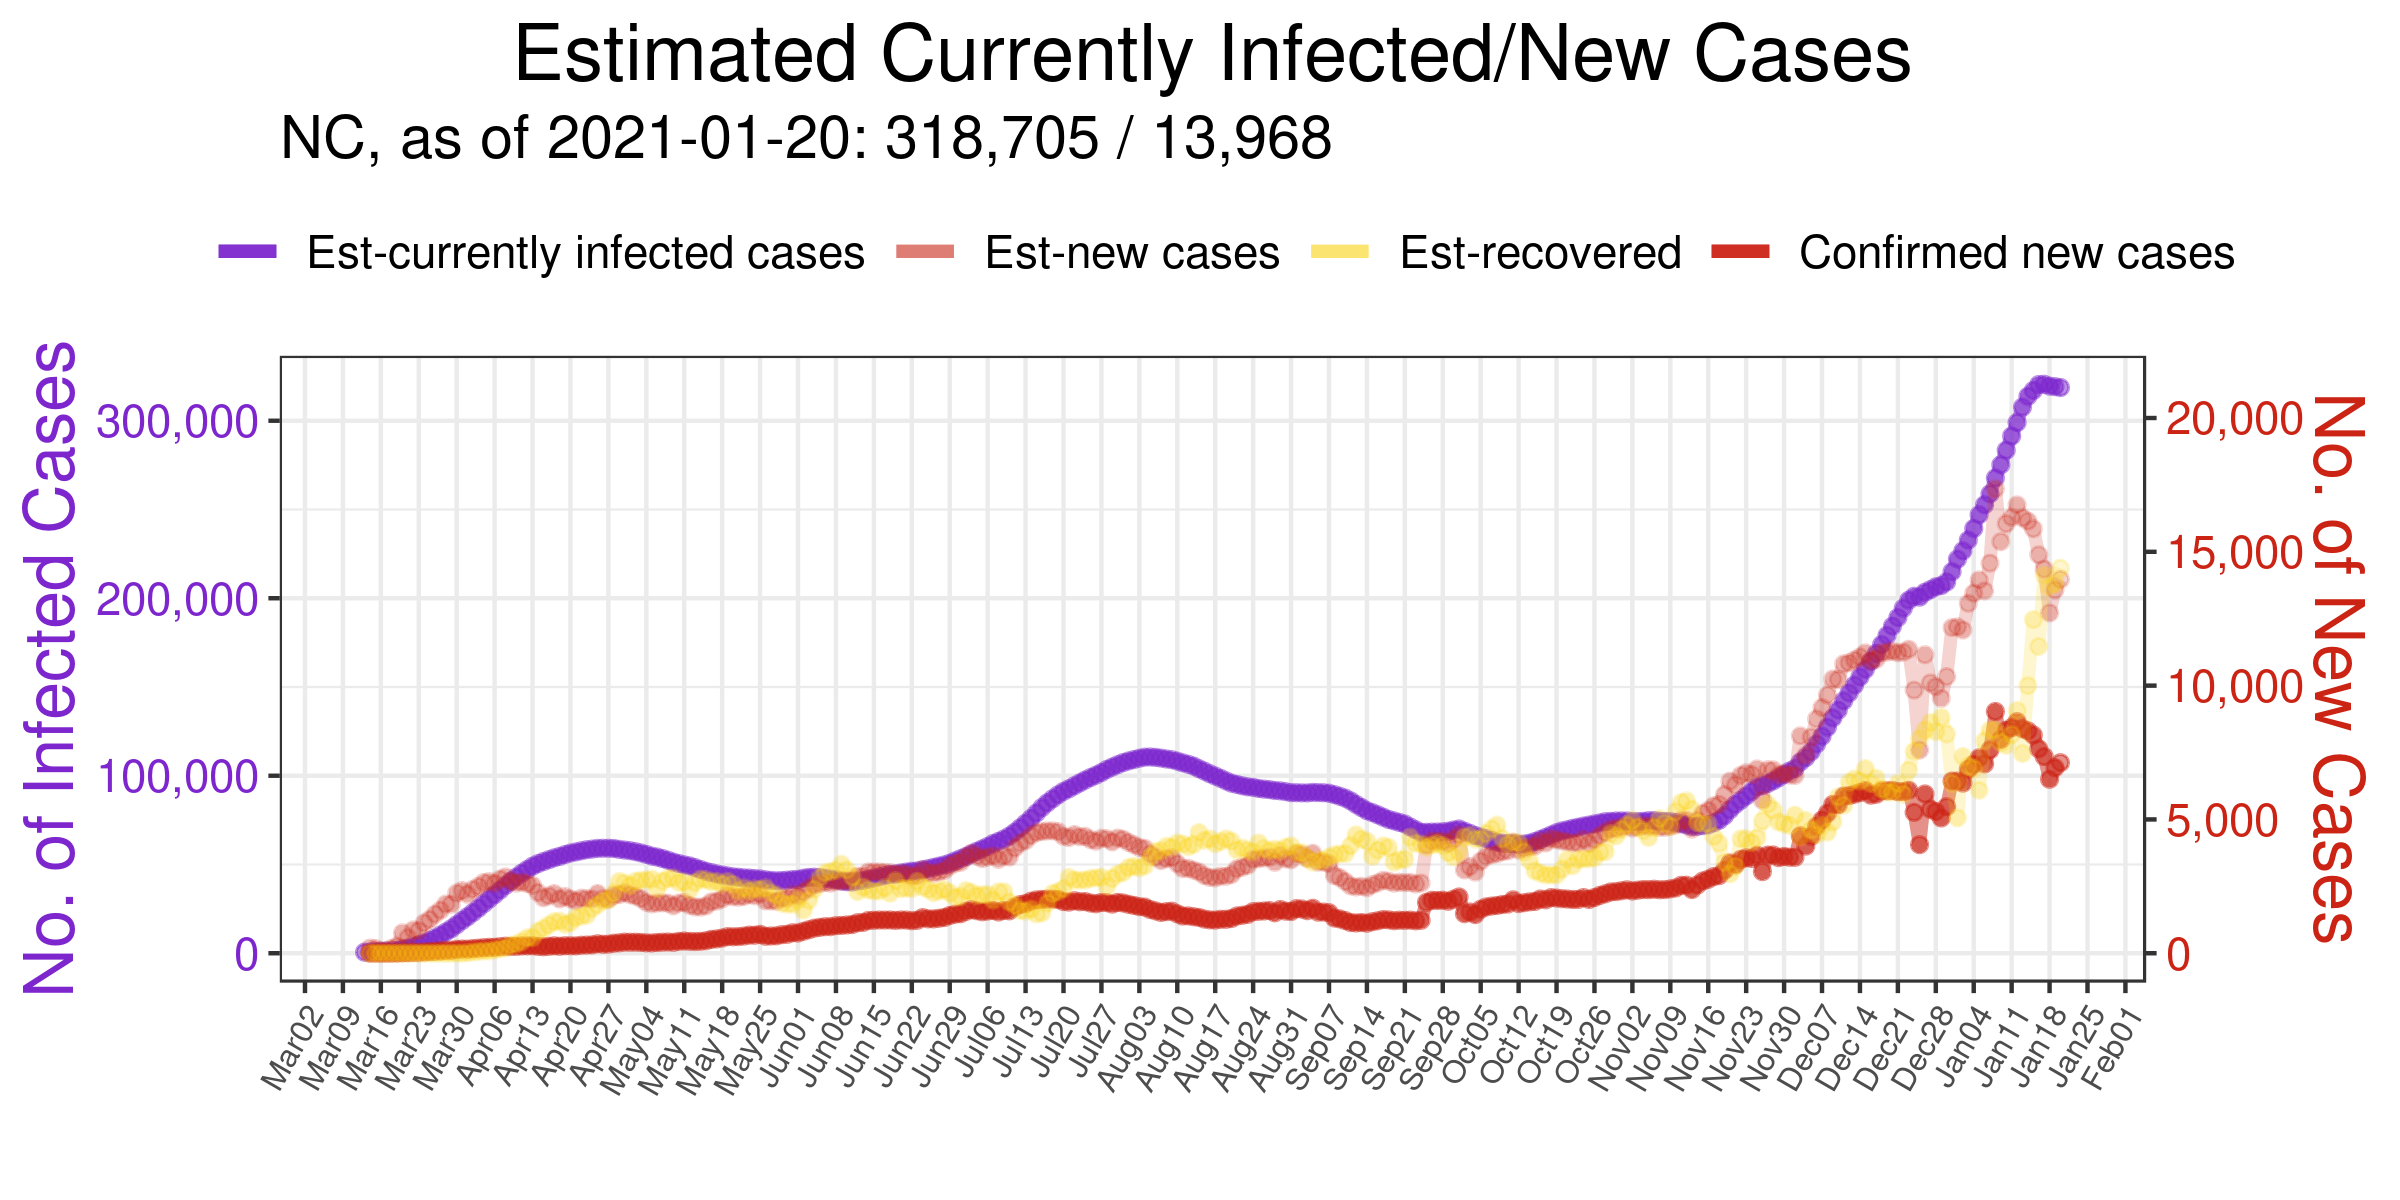 Estimated Currently Infected/New Cases
NC, as of 2021-01-20: 318,705 / 13,968
Est-currently infected cases Est-new cases Est-recovered Confirmed new cases
No. of Infected Cases
300,000
200,000
100,000
0
20,000
15,000
10,000
5,000
0
No. of New Cases
Mar02 Mar09 Mar16 Mar23 Mar30 Apr06 Apr13 Apr20 Apr27 May04 May11 May18 May25 Jun01 Jun08 Jun15 Jun22 Jun29 Jul06 Jul13 Jul20 Jul27 Aug03 Aug10 Aug17 Aug24 Aug31 Sep07 Sep14 Sep21 Sep28 Oct05 Oct12 Oct19 Oct26 Nov02 Nov09 Nov16 Nov23 Nov30 Dec07 Dec14 Dec21 Dec28 Jan04 Jan11 Jan18 Jan25 Feb01